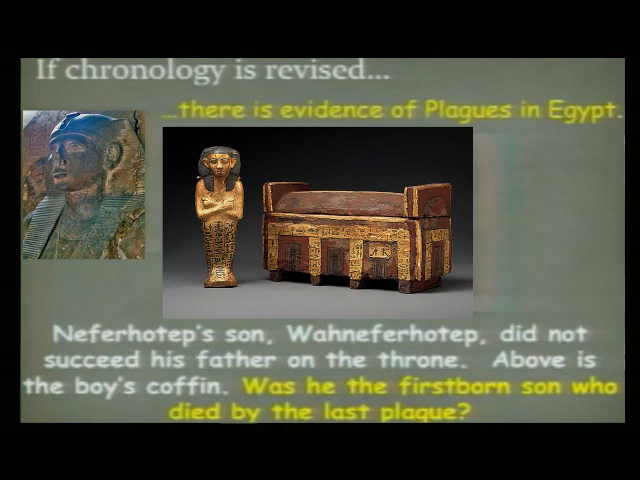 If chronology is revised...
...there is evidence of Plagues in Egypt.
Neferhotep's son, Wahneferhotep, did not
succeed his father on the throne. Above is
the boy's coffin. Was he the firstborn son who
died by the last plague?